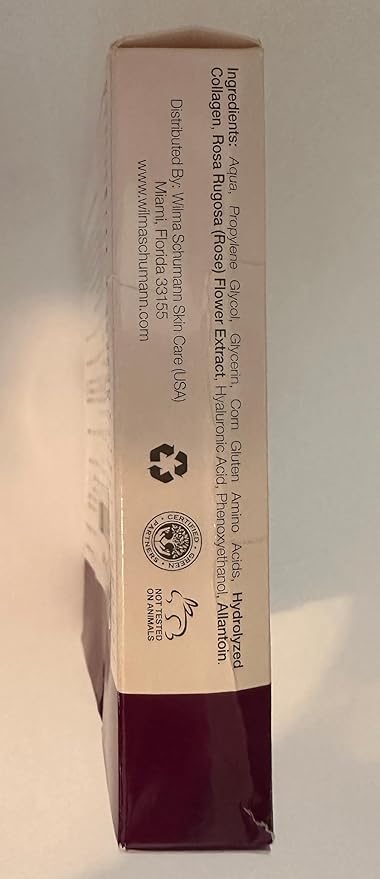 Ingredients: Aqua, Propylene Glycol, Glycerin, Corn Gluten Amino Acids, Hydrolyzed
Collagen, Rosa Rugosa (Rose) Flower Extract, Hyaluronic Acid, Phenoxyethanol, Allantoin.
Distributed By: Wilma Schumann Skin Care (USA)
Miami, Florida 33155
www.wilmaschumann.com
• CERTIFIED • GREEN
PARTNERS
NOT TESTED
ON ANIMALS